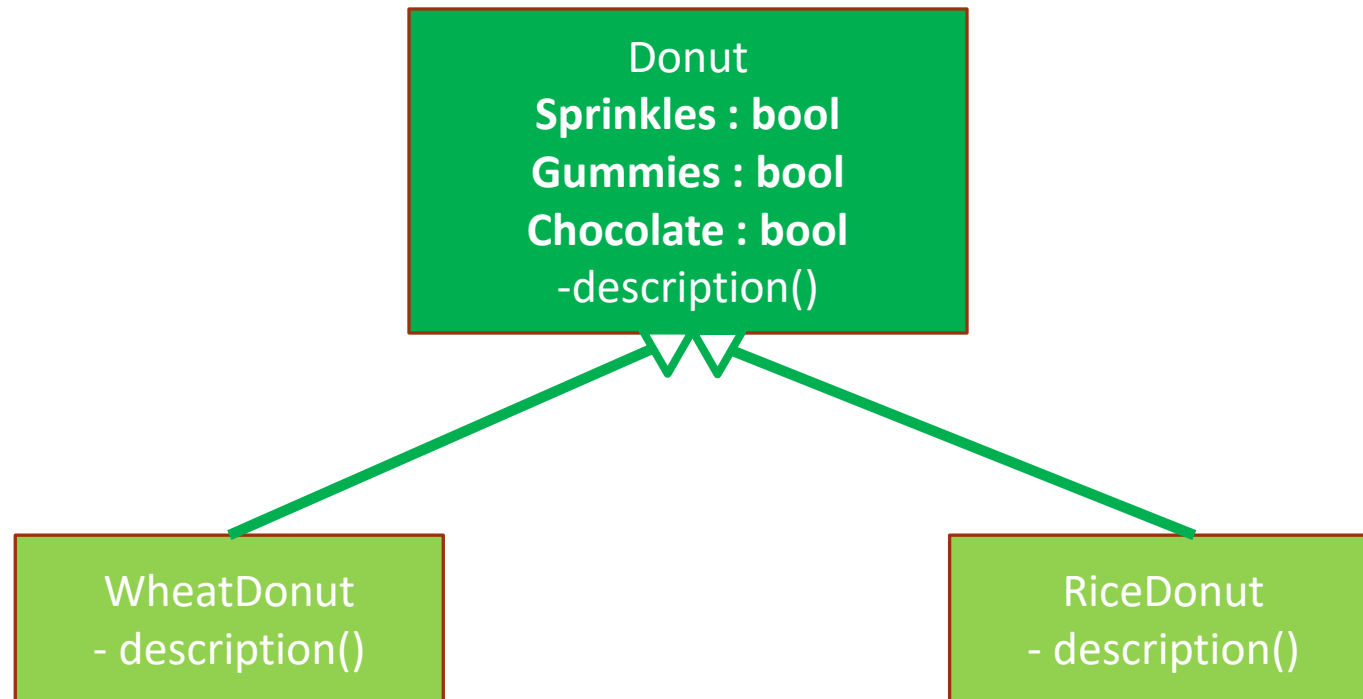 Donut
Sprinkles : bool
Gummies : bool
Chocolate : bool
-description()
WheatDonut
- description()
RiceDonut
- description()